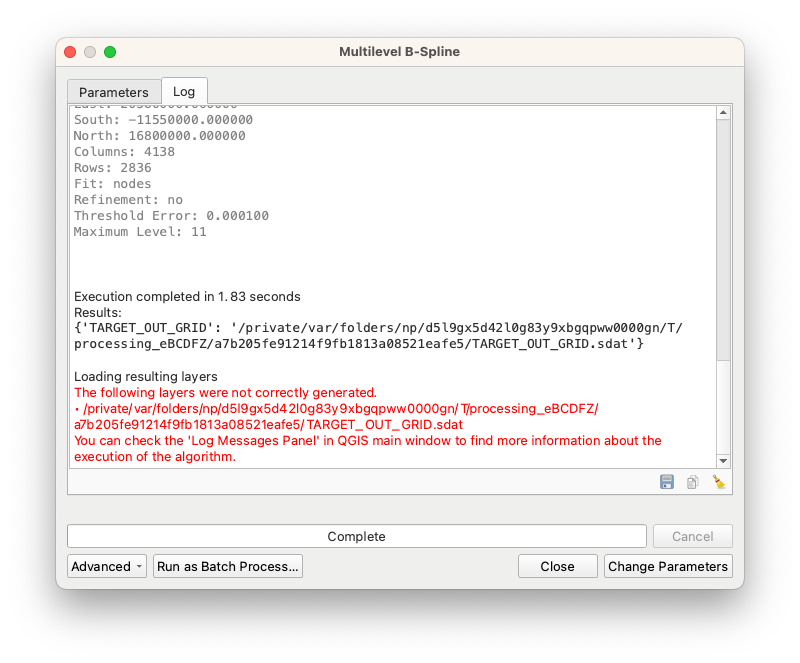 Multilevel B-Spline
Parameters
Log
South: -11550000.000000
North: 16800000.000000
Columns: 4138
Rows: 2836
Fit: nodes
Refinement: no
Threshold Error: 0.000100
Maximum Level: 11
Execution completed in 1.83 seconds
Results:
{'TARGET_OUT_GRID': '/private/var/folders/np/d5l9gx5d42l0g83y9xbgqpww0000gn/T/
processing_eBCDFZ/a7b205fe91214f9fb1813a08521eafe5/TARGET_OUT_GRID.sdat'}
Loading resulting layers
The following layers were not correctly generated.
• /private/var/folders/np/d5l9gx5d42l0g83y9xbgqpww0000gn/T/processing_eBCDFZ/
a7b205fe91214f9fb1813a08521eafe5/TARGET_OUT_GRID.sdat
You can check the 'Log Messages Panel' in QGIS main window to find more information about the
execution of the algorithm.
Complete
Cancel
Advanced
Run as Batch Process...
Close
Change Parameters